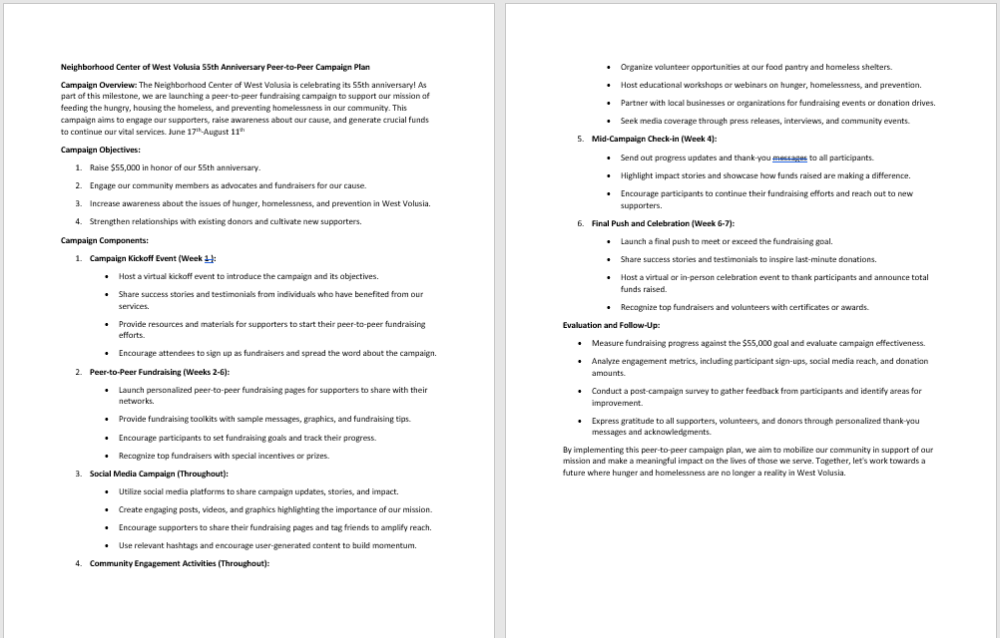 Neighborhood Center of West Volusia 55th Anniversary Peer-to-Peer Campaign Plan
Campaign Overview: The Neighborhood Center of West Volusia is celebrating its 55th anniversary! As
part of this milestone, we are launching a peer-to-peer fundraising campaign to support our mission of
feeding the hungry, housing the homeless, and preventing homelessness in our community. This
campaign aims to engage our supporters, raise awareness about our cause, and generate crucial funds
to continue our vital services. June 17th-August 11th
Campaign Objectives:
1. Raise $55,000 in honor of our 55th anniversary.
2. Engage our community members as advocates and fundraisers for our cause.
3. Increase awareness about the issues of hunger, homelessness, and prevention in West Volusia.
4. Strengthen relationships with existing donors and cultivate new supporters.
Campaign Components:
1. Campaign Kickoff Event (Week 1 ):
• Host a virtual kickoff event to introduce the campaign and its objectives.
• Share success stories and testimonials from individuals who have benefited from our
services.
• Provide resources and materials for supporters to start their peer-to-peer fundraising
efforts.
• Encourage attendees to sign up as fundraisers and spread the word about the campaign.
2. Peer-to-Peer Fundraising (Weeks 2-6):
• Launch personalized peer-to-peer fundraising pages for supporters to share with their
networks.
• Provide fundraising toolkits with sample messages, graphics, and fundraising tips.
• Encourage participants to set fundraising goals and track their progress.
• Recognize top fundraisers with special incentives or prizes.
3. Social Media Campaign (Throughout):
• Utilize social media platforms to share campaign updates, stories, and impact.
• Create engaging posts, videos, and graphics highlighting the importance of our mission.
• Encourage supporters to share their fundraising pages and tag friends to amplify reach.
• Use relevant hashtags and encourage user-generated content to build momentum.
4. Community Engagement Activities (Throughout):
• Organize volunteer opportunities at our food pantry and homeless shelters.
• Host educational workshops or webinars on hunger, homelessness, and prevention.
• Partner with local businesses or organizations for fundraising events or donation drives.
• Seek media coverage through press releases, interviews, and community events.
5. Mid-Campaign Check-in (Week 4):
• Send out progress updates and thank-you messages to all participants.
• Highlight impact stories and showcase how funds raised are making a difference.
• Encourage participants to continue their fundraising efforts and reach out to new
supporters.
6. Final Push and Celebration (Week 6-7):
• Launch a final push to meet or exceed the fundraising goal.
• Share success stories and testimonials to inspire last-minute donations.
• Host a virtual or in-person celebration event to thank participants and announce total
funds raised.
• Recognize top fundraisers and volunteers with certificates or awards.
Evaluation and Follow-Up:
• Measure fundraising progress against the $55,000 goal and evaluate campaign effectiveness.
• Analyze engagement metrics, including participant sign-ups, social media reach, and donation
amounts.
• Conduct a post-campaign survey to gather feedback from participants and identify areas for
improvement.
• Express gratitude to all supporters, volunteers, and donors through personalized thank-you
messages and acknowledgments.
By implementing this peer-to-peer campaign plan, we aim to mobilize our community in support of our
mission and make a meaningful impact on the lives of those we serve. Together, let's work towards a
future where hunger and homelessness are no longer a reality in West Volusia.